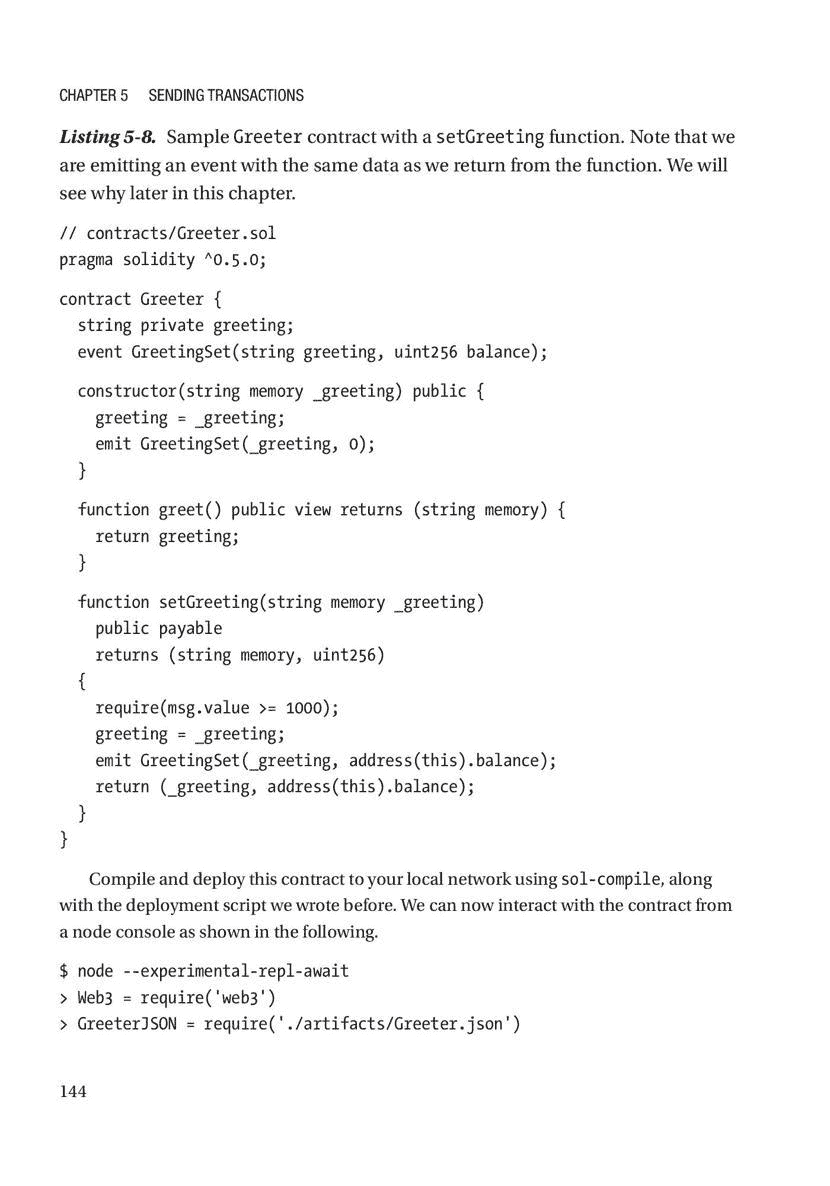 CHAPTER 5 SENDING TRANSACTIONS
Listing 5-8. Sample Greeter contract with a setGreeting function. Note that we
are emitting an event with the same data as we return from the function. We will
see why later in this chapter.
// contracts/Greeter.sol
pragma solidity ^0.5.0;
contract Greeter {
  string private greeting;
  event GreetingSet(string greeting, uint256 balance);
  constructor(string memory _greeting) public {
    greeting = _greeting;
    emit GreetingSet(_greeting, 0);
  }
  function greet() public view returns (string memory) {
    return greeting;
  }
  function setGreeting(string memory _greeting)
    public payable
    returns (string memory, uint256)
  {
    require(msg.value >= 1000);
    greeting = _greeting;
    emit GreetingSet(_greeting, address(this).balance);
    return (_greeting, address(this).balance);
  }
}
Compile and deploy this contract to your local network using sol-compile, along
with the deployment script we wrote before. We can now interact with the contract from
a node console as shown in the following.
$ node --experimental-repl-await
> Web3 = require('web3')
> GreeterJSON = require('./artifacts/Greeter.json')
144